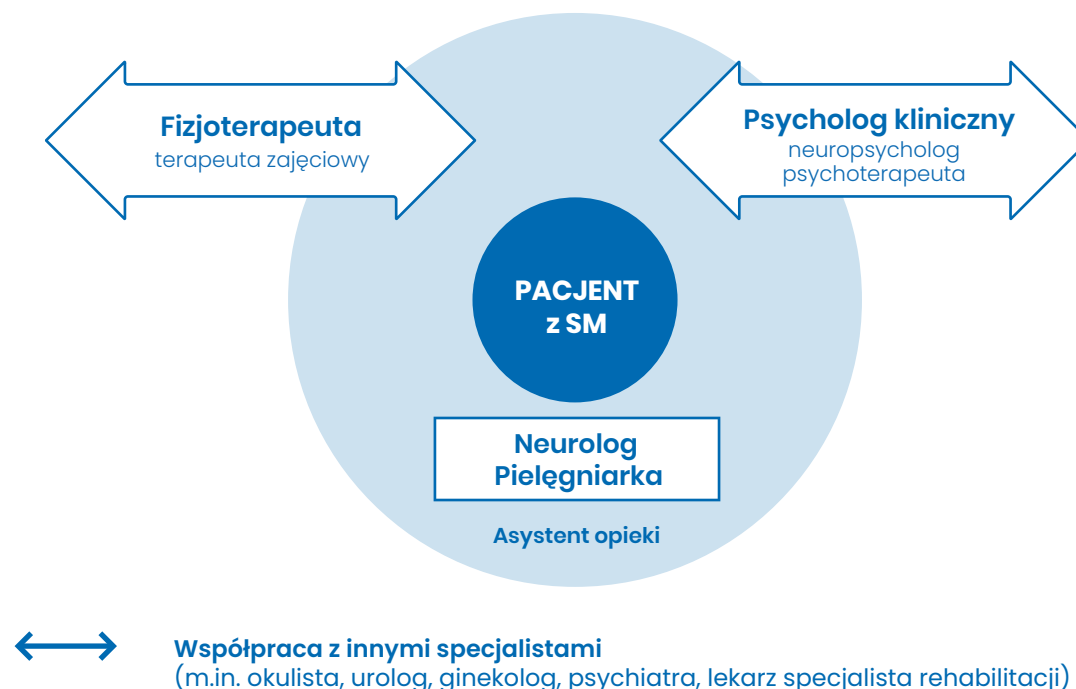 Fizjoterapeuta
terapeuta zajęciowy
Psycholog kliniczny
neuropsycholog
psychoterapeuta
PACJENT
z SM
Neurolog
Pielęgniarka
Asystent opieki
Współpraca z innymi specjalistami
(m.in. okulista, urolog, ginekolog, psychiatra, lekarz specjalista rehabilitacji)